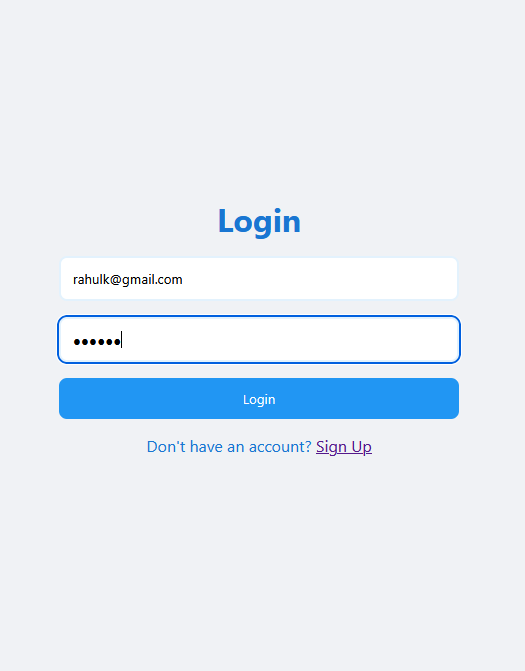 Login
rahulk@gmail.com
••••••
Login
Don't have an account? Sign Up